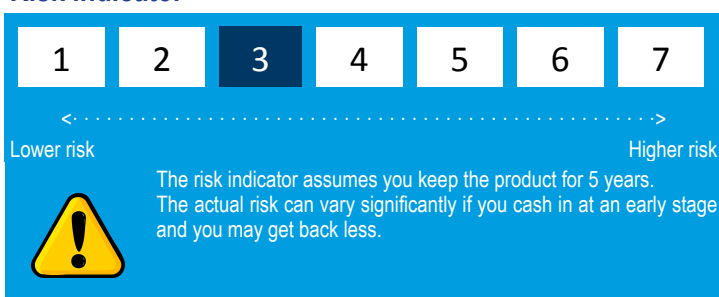 Risk Indicator
1 2 3 4 5 6 7
<·····················································>
Lower risk Higher risk
The risk indicator assumes you keep the product for 5 years.
The actual risk can vary significantly if you cash in at an early stage
and you may get back less.
!